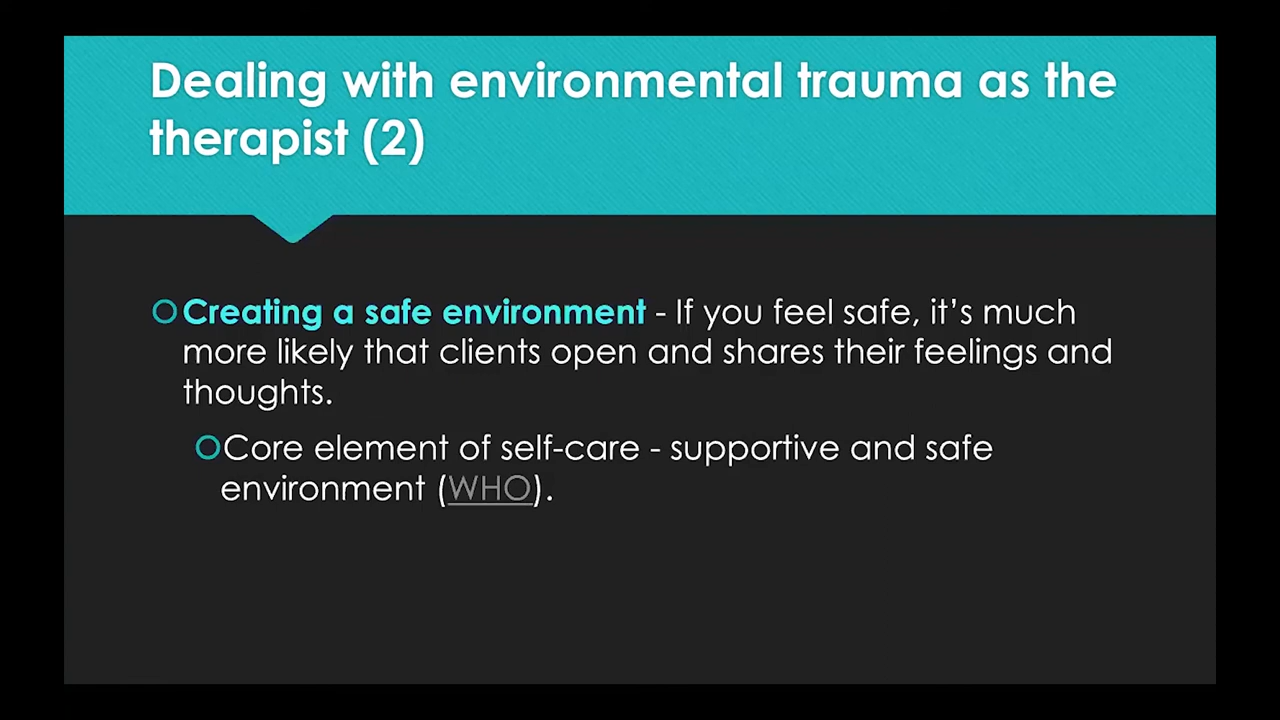 Dealing with environmental trauma as the
therapist (2)
Creating a safe environment - If you feel safe, it’s much
more likely that clients open and shares their feelings and
thoughts.
Core element of self-care - supportive and safe
environment (WHO).